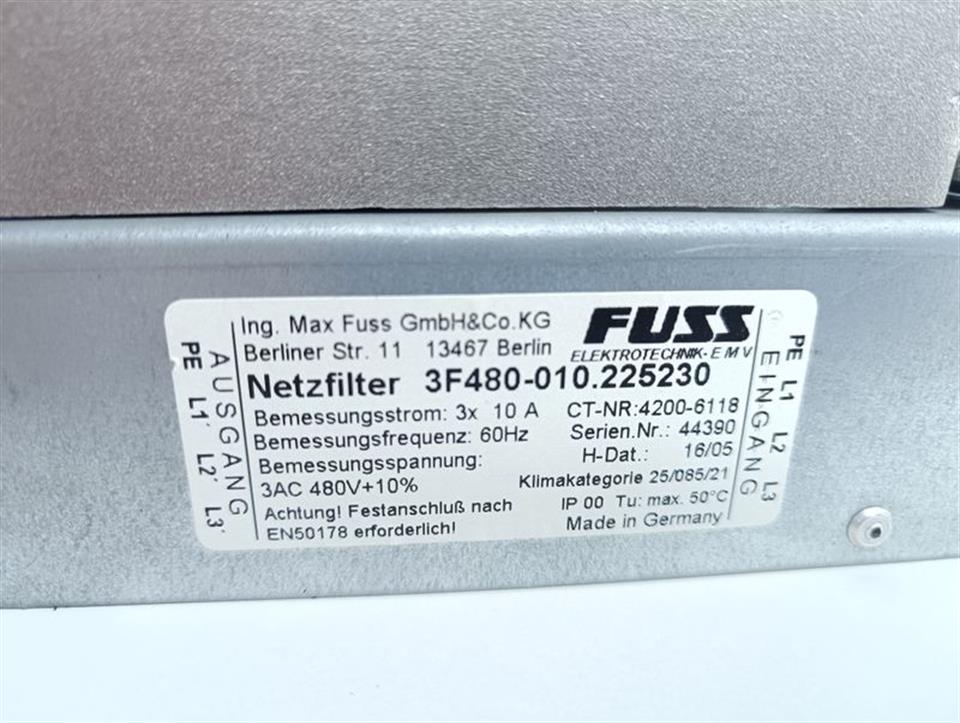 Ing. Max Fuss GmbH&Co.KG
Berliner Str. 11 13467 Berlin
FUSS
ELEKTROTECHNIK-EMV
Netzfilter 3F480-010.225230
Bemessungsstrom: 3x 10 A
Bemessungsfrequenz: 60Hz
Bemessungsspannung:
3AC 480V+10%
Achtung! Festanschluß nach
EN50178 erforderlich!
CT-NR:4200-6118
Serien.Nr.: 44390
H-Dat.: 16/05
Klimakategorie 25/085/21
IP 00 Tu: max. 50°C
Made in Germany
AUSGANG
PE L1' L2' L3'
EINGANG
PE L1 L2 L3